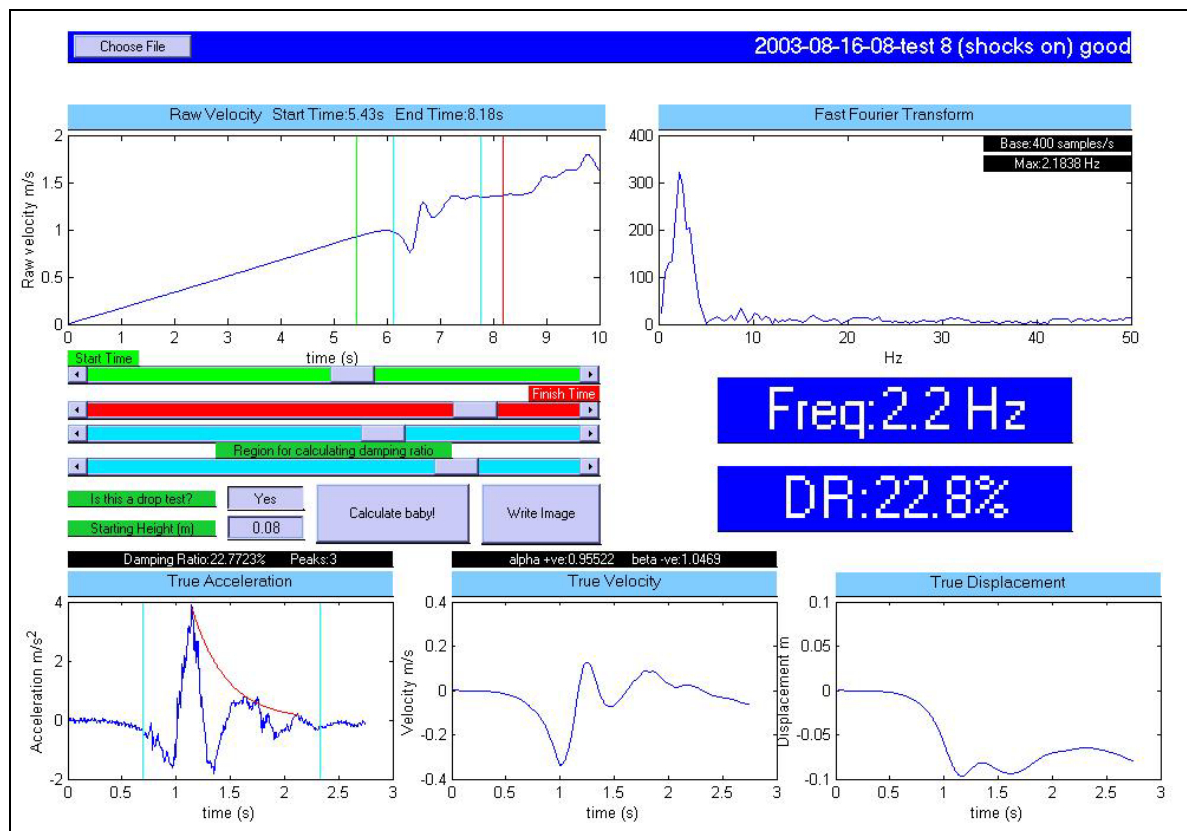 Choose File
2003-08-16-08-test 8 (shocks on) good
Raw Velocity Start Time:5.43s End Time:8.18s
Fast Fourier Transform
Raw velocity m/s
2
1.5
1
0.5
0
0 1 2 3 4 5 6 7 8 9 10
time (s)
400
300
200
100
0
Base:400 samples/s
Max:2.1838 Hz
0 10 20 30 40 50
Hz
Start Time
Finish Time
Region for calculating damping ratio
Is this a drop test?
Yes
Starting Height (m)
0.08
Calculate baby!
Write Image
Freq:2.2 Hz
DR:22.8%
Damping Ratio:22.7723% Peaks:3
True Acceleration
Acceleration m/s²
4
2
0
-2
0 0.5 1 1.5 2 2.5 3
time (s)
alpha +ve:0.95522 beta -ve:1.0469
True Velocity
Velocity m/s
0.4
0.2
0
-0.2
-0.4
0 0.5 1 1.5 2 2.5 3
time (s)
True Displacement
Displacement m
0.1
0.05
0
-0.05
-0.1
0 0.5 1 1.5 2 2.5 3
time (s)